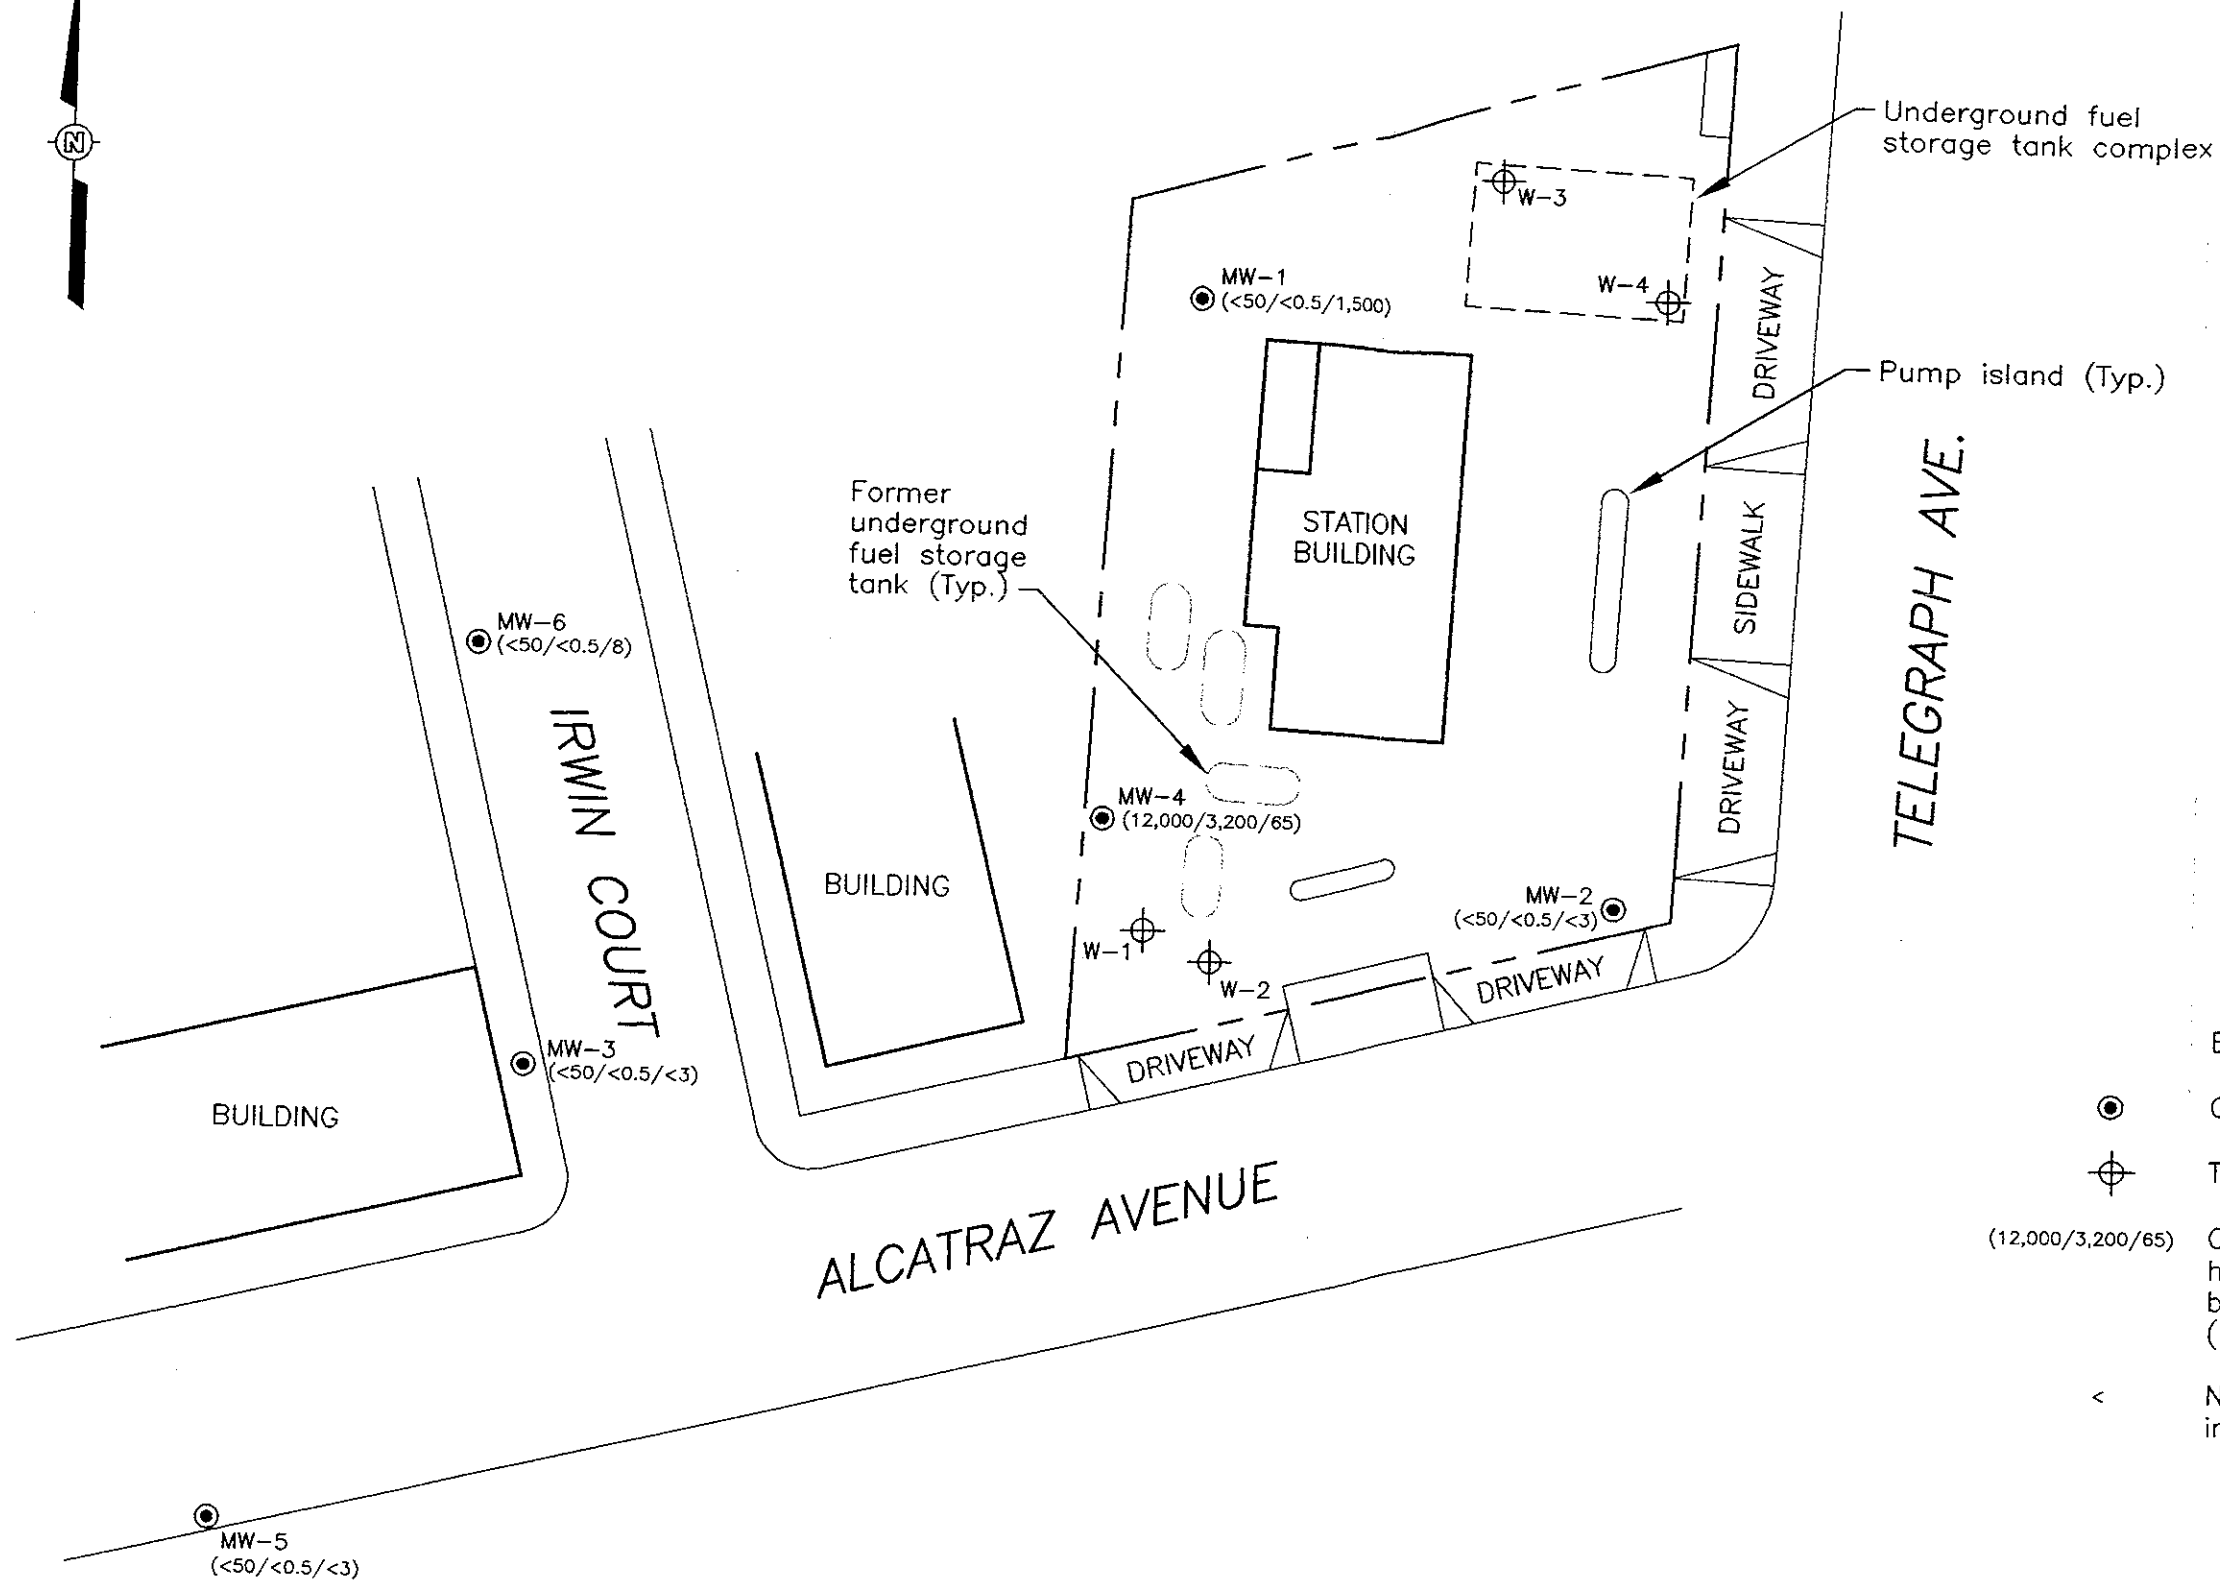 N
Underground fuel
storage tank complex
W-3
MW-1
(<50/<0.5/1,500)
W-4
DRIVEWAY
Pump island (Typ.)
TELEGRAPH AVE.
Former
underground
fuel storage
tank (Typ.)
STATION
BUILDING
SIDEWALK
MW-6
(<50/<0.5/8)
IRWIN COURT
DRIVEWAY
MW-4
(12,000/3,200/65)
BUILDING
MW-2
(<50/<0.5/<3)
W-1
W-2
DRIVEWAY
DRIVEWAY
MW-3
(<50/<0.5/<3)
BUILDING
ALCATRAZ AVENUE
(12,000/3,200/65)
h
b
(
<
MW-5
(<50/<0.5/<3)